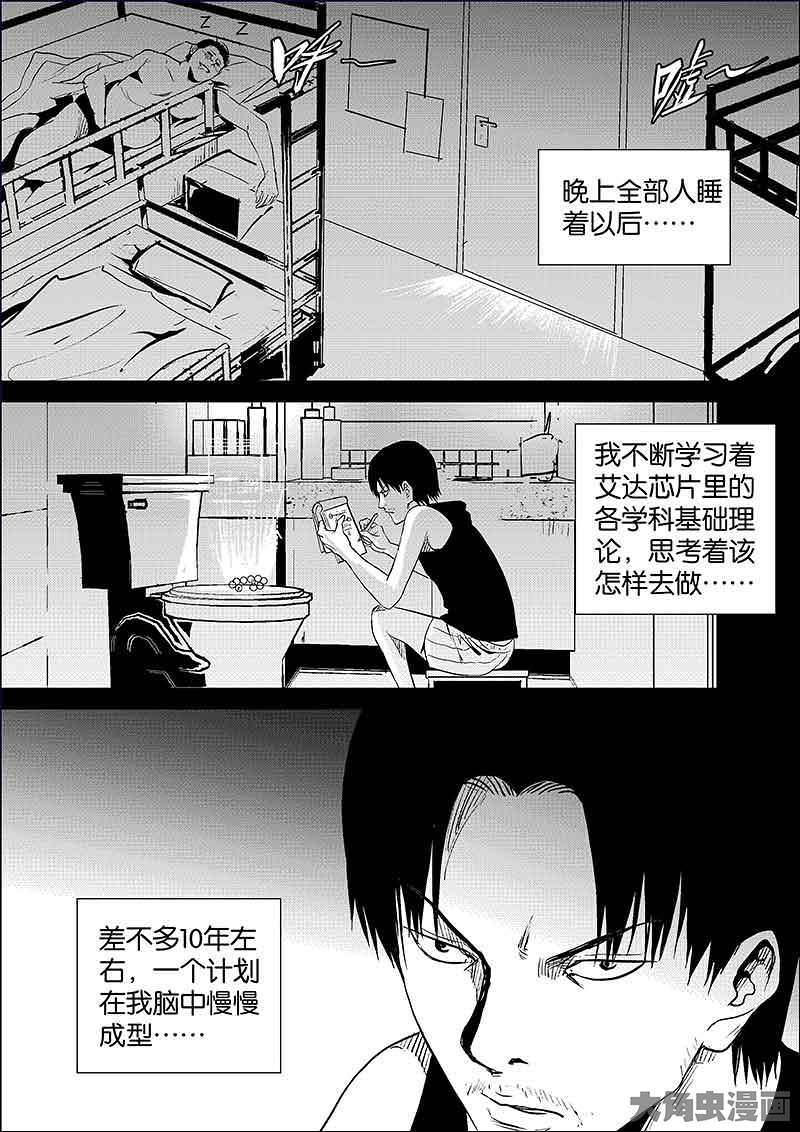 Z Z
呼～
嘘～
晚上全部人睡
着以后……
我不断学习着
艾达芯片里的
各学科基础理
论，思考着该
怎样去做……
差不多10年左
右，一个计划
在我脑中慢慢
成型……
大角虫漫画